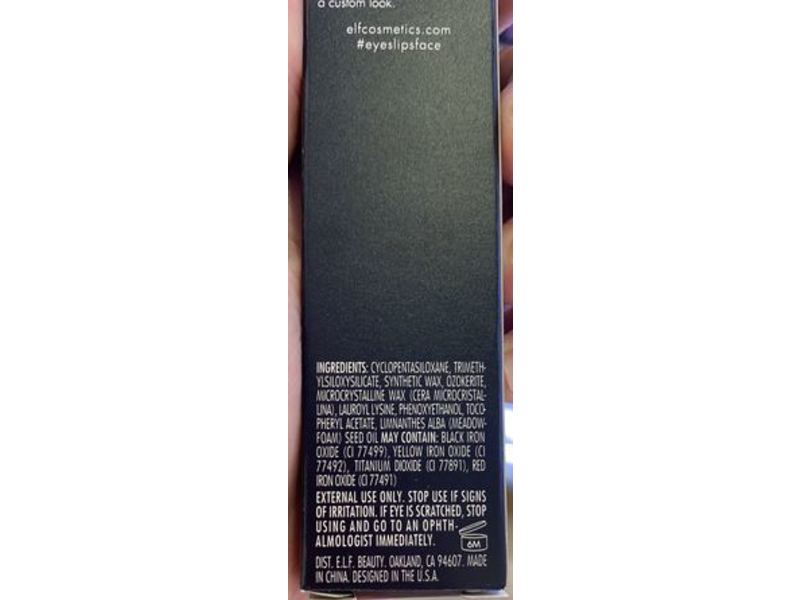 a custom look.
elfcosmetics.com
#eyeslipsface
INGREDIENTS: CYCLOPENTASILOXANE, TRIMETH-
YLSILOXYSILICATE, SYNTHETIC WAX, OZOKERITE,
MICROCRYSTALLINE WAX (CERA MICROCRISTAL-
LINA), LAUROYL LYSINE, PHENOXYETHANOL, TOCO-
PHERYL ACETATE, LIMNANTHES ALBA (MEADOW-
FOAM) SEED OIL MAY CONTAIN: BLACK IRON
OXIDE (CI 77499), YELLOW IRON OXIDE (CI
77492), TITANIUM DIOXIDE (CI 77891), RED
IRON OXIDE (CI 77491)
EXTERNAL USE ONLY. STOP USE IF SIGNS
OF IRRITATION. IF EYE IS SCRATCHED, STOP
USING AND GO TO AN OPHTH-
ALMOLOGIST IMMEDIATELY.
6M
DIST. E.L.F. BEAUTY. OAKLAND, CA 94607. MADE
IN CHINA. DESIGNED IN THE U.S.A.